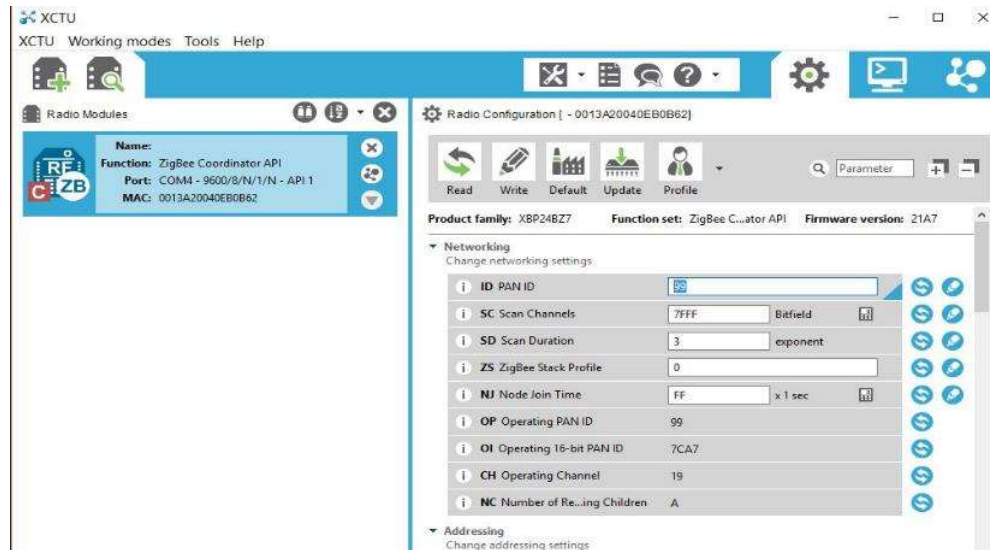 XCTU
XCTU Working modes Tools Help
Radio Modules
Name:
Function: ZigBee Coordinator API
Port: COM4 - 9600/8/N/1/N - API 1
MAC: 0013A20040EB0B62
RF
C ZB
Radio Configuration [ - 0013A20040EB0B62]
Read Write Default Update Profile
Parameter
Product family: XBP24BZ7 Function set: ZigBee C...ator API Firmware version: 21A7
Networking
Change networking settings
i ID PAN ID 99
i SC Scan Channels 7FFF Bitfield
i SD Scan Duration 3 exponent
i ZS ZigBee Stack Profile 0
i NJ Node Join Time FF x 1 sec
i OP Operating PAN ID 99
i OI Operating 16-bit PAN ID 7CA7
i CH Operating Channel 19
i NC Number of Re...ing Children A
Addressing
Change addressing settings